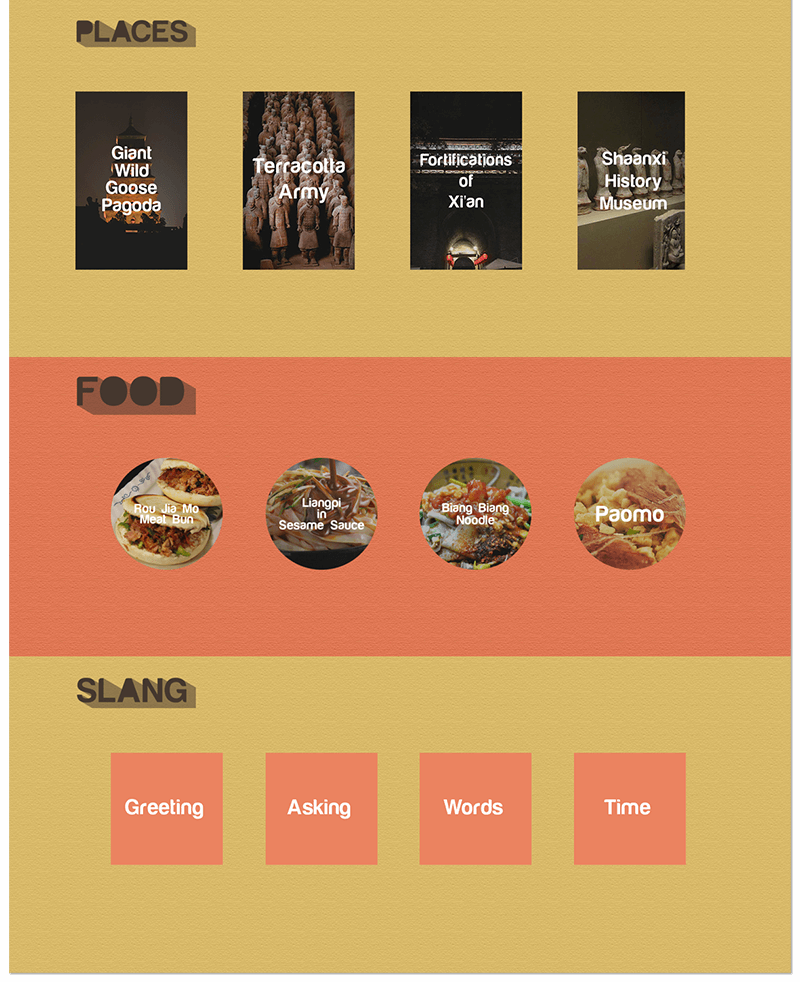 PLACES
Giant
Wild
Goose
Pagoda
Terracotta
Army
Fortifications
of
Xi'an
Shaanxi
History
Museum
FOOD
Rou Jia Mo
Meat Bun
Liangpi
in
Sesame Sauce
Biang Biang
Noodle
Paomo
SLANG
Greeting
Asking
Words
Time